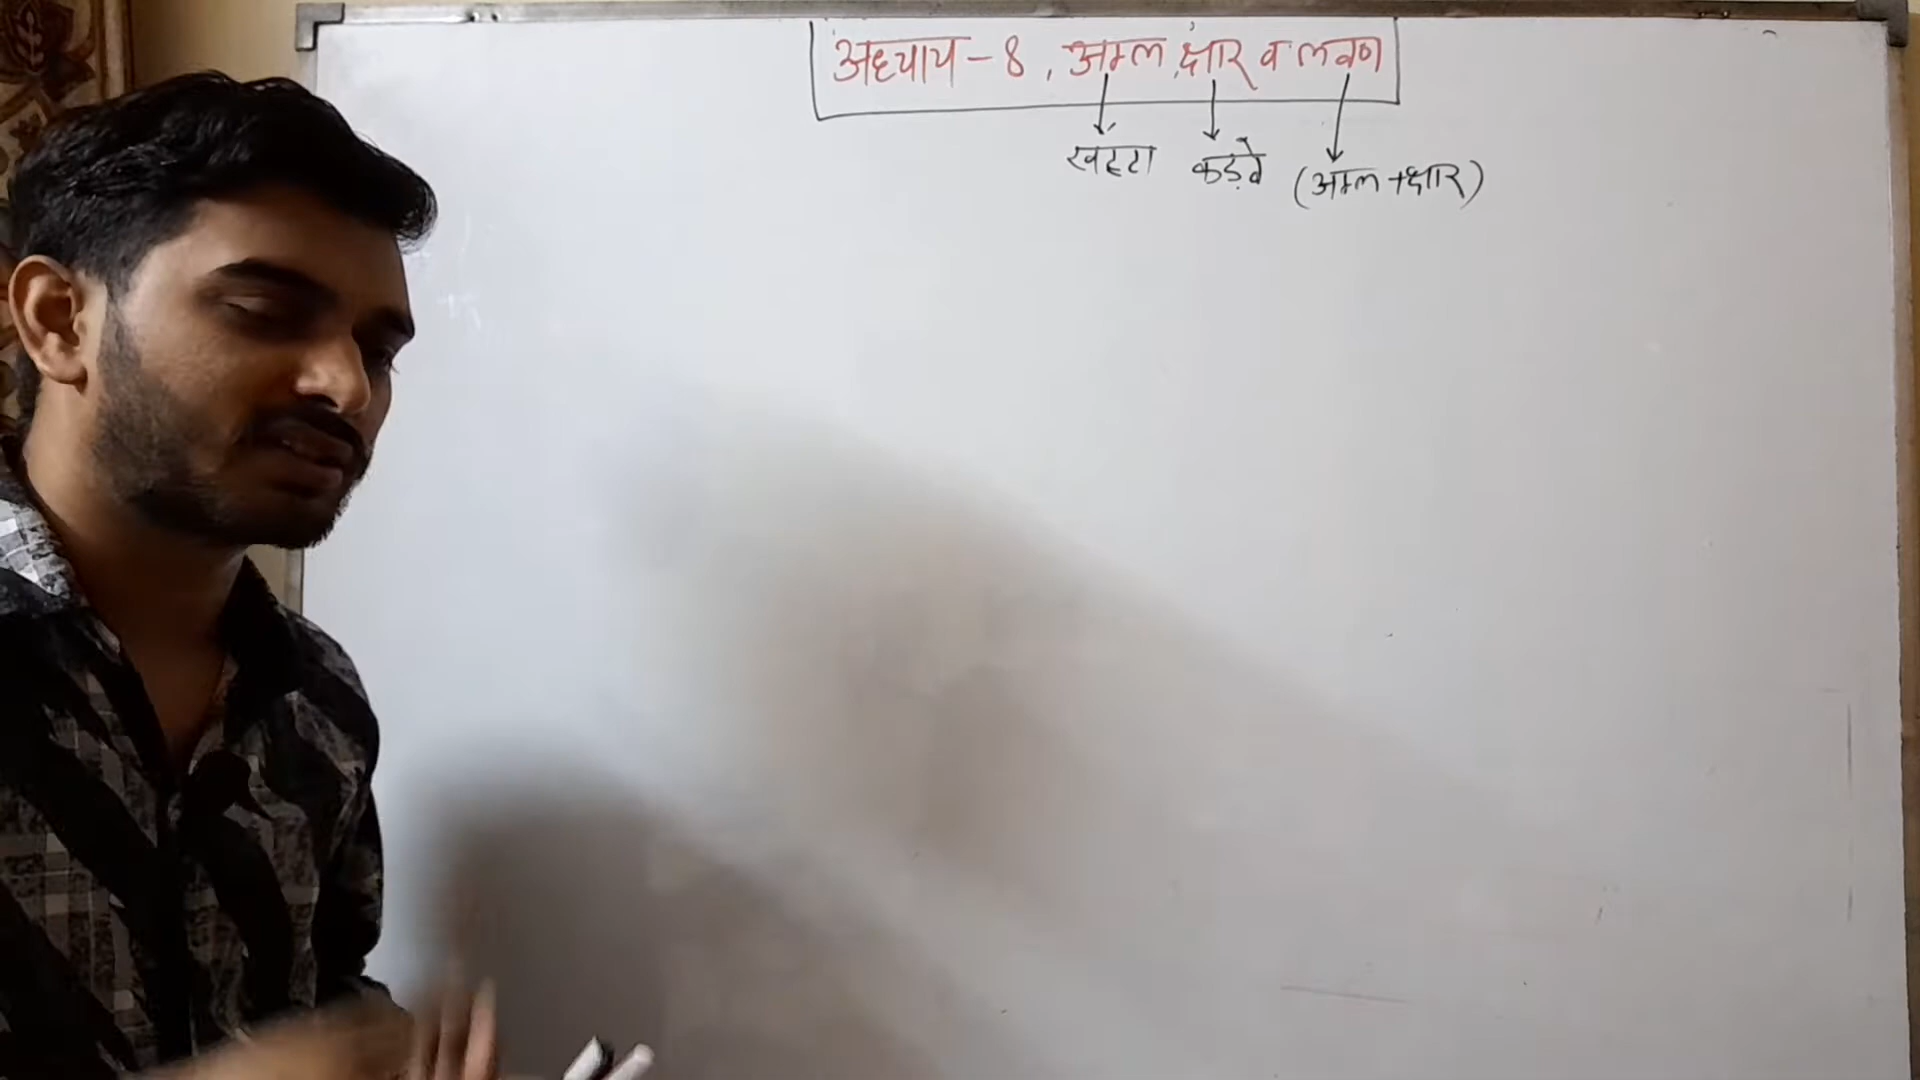 अध्याय - 8, अम्ल, क्षार व लवण
खट्टा कड़वे (अम्ल + क्षार)